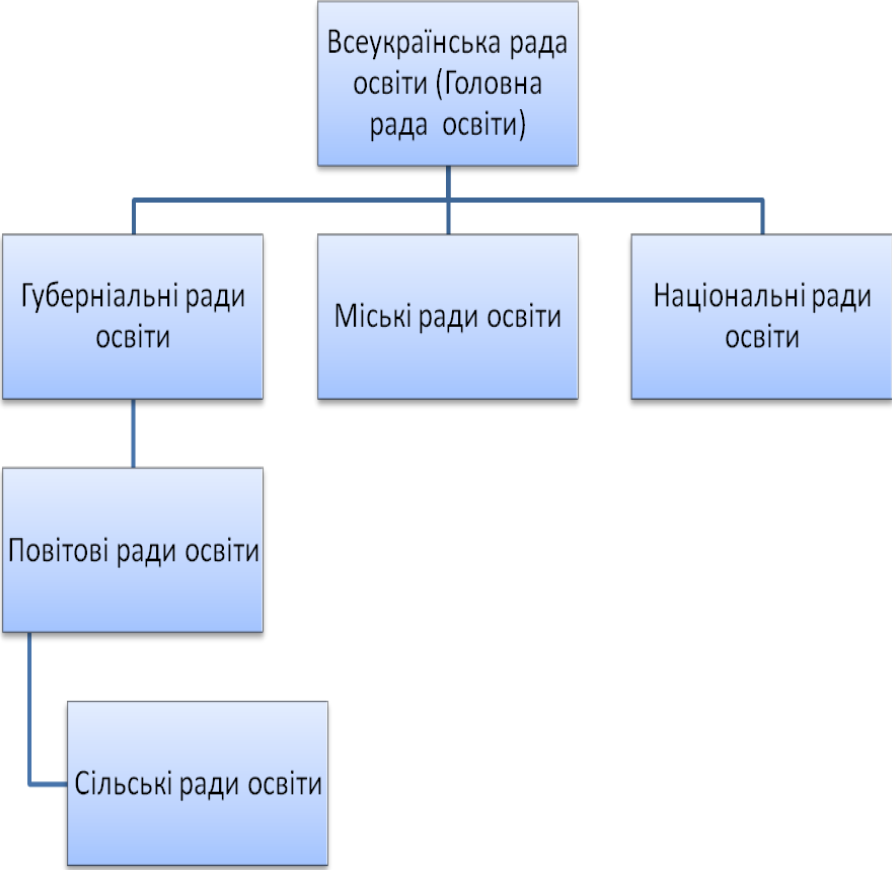 Всеукраїнська рада
освіти (Головна
рада освіти)
Губерніальні ради
освіти
Міські ради освіти
Національні ради
освіти
Повітові ради освіти
Сільські ради освіти